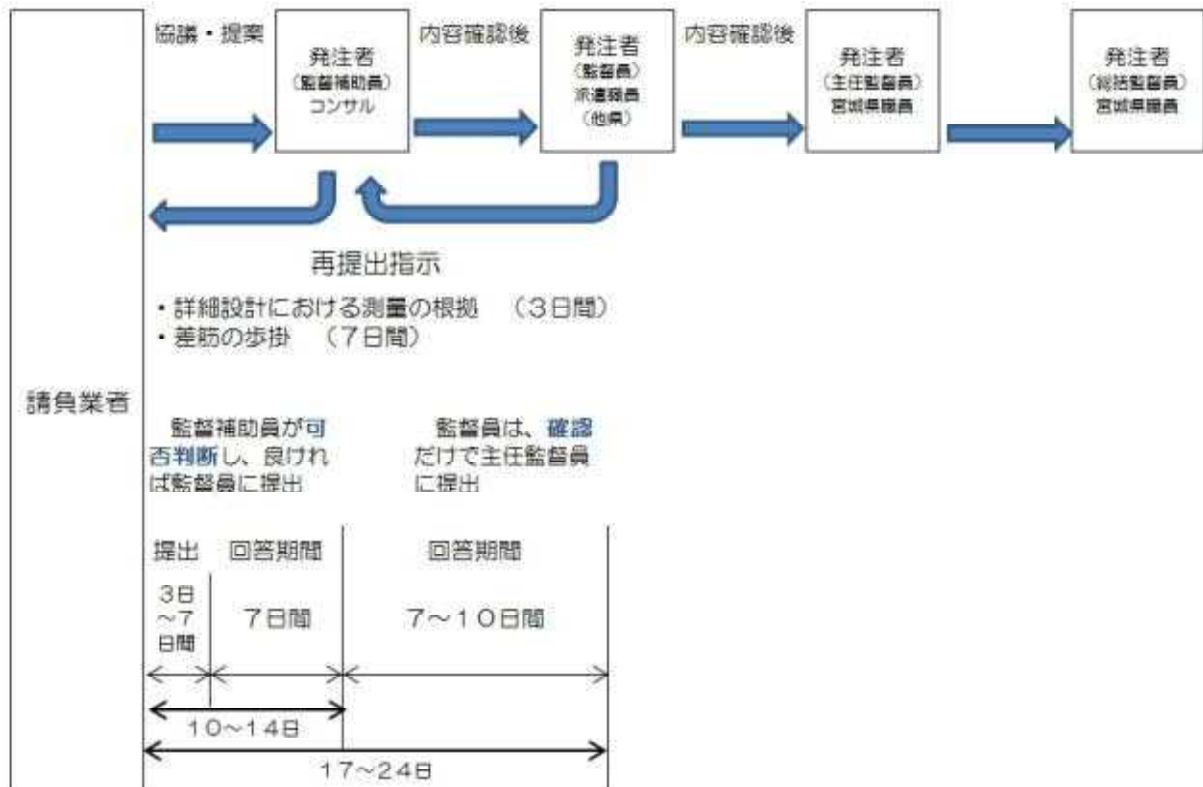 協議・提案
発注者
（監督補助員）
コンサル
内容確認後
発注者
（監督員）
派遣職員
（他県）
内容確認後
発注者
（主任監督員）
宮城県職員
発注者
（総括監督員）
宮城県職員
再提出指示
・詳細設計における測量の根拠　（３日間）
・差筋の歩掛　（７日間）
請負業者
監督補助員が可
否判断し、良けれ
ば監督員に提出
監督員は、確認
だけで主任監督員
に提出
提出
回答期間
回答期間
３日
～７
日間
７日間
７～１０日間
１０～１４日
１７～２４日